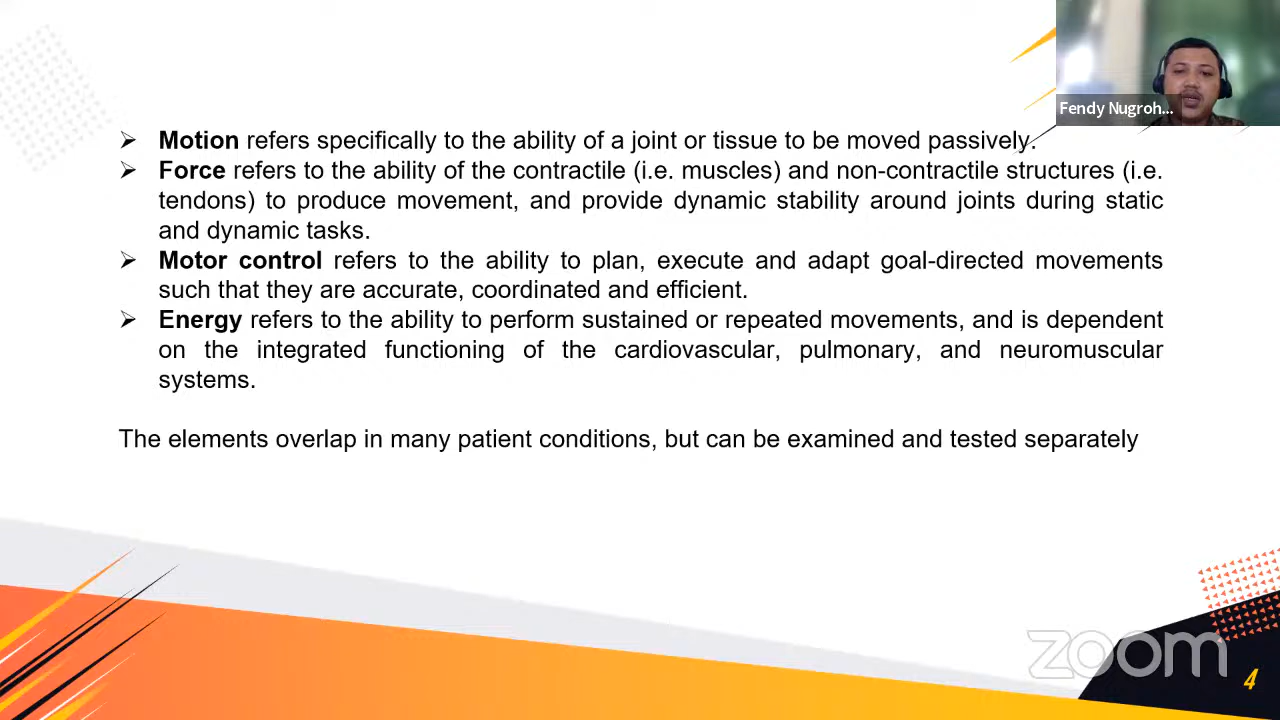 Fendy Nugroh...
➢ Motion refers specifically to the ability of a joint or tissue to be moved passively.
➢ Force refers to the ability of the contractile (i.e. muscles) and non-contractile structures (i.e.
tendons) to produce movement, and provide dynamic stability around joints during static
and dynamic tasks.
➢ Motor control refers to the ability to plan, execute and adapt goal-directed movements
such that they are accurate, coordinated and efficient.
➢ Energy refers to the ability to perform sustained or repeated movements, and is dependent
on the integrated functioning of the cardiovascular, pulmonary, and neuromuscular
systems.
The elements overlap in many patient conditions, but can be examined and tested separately
zoom
4